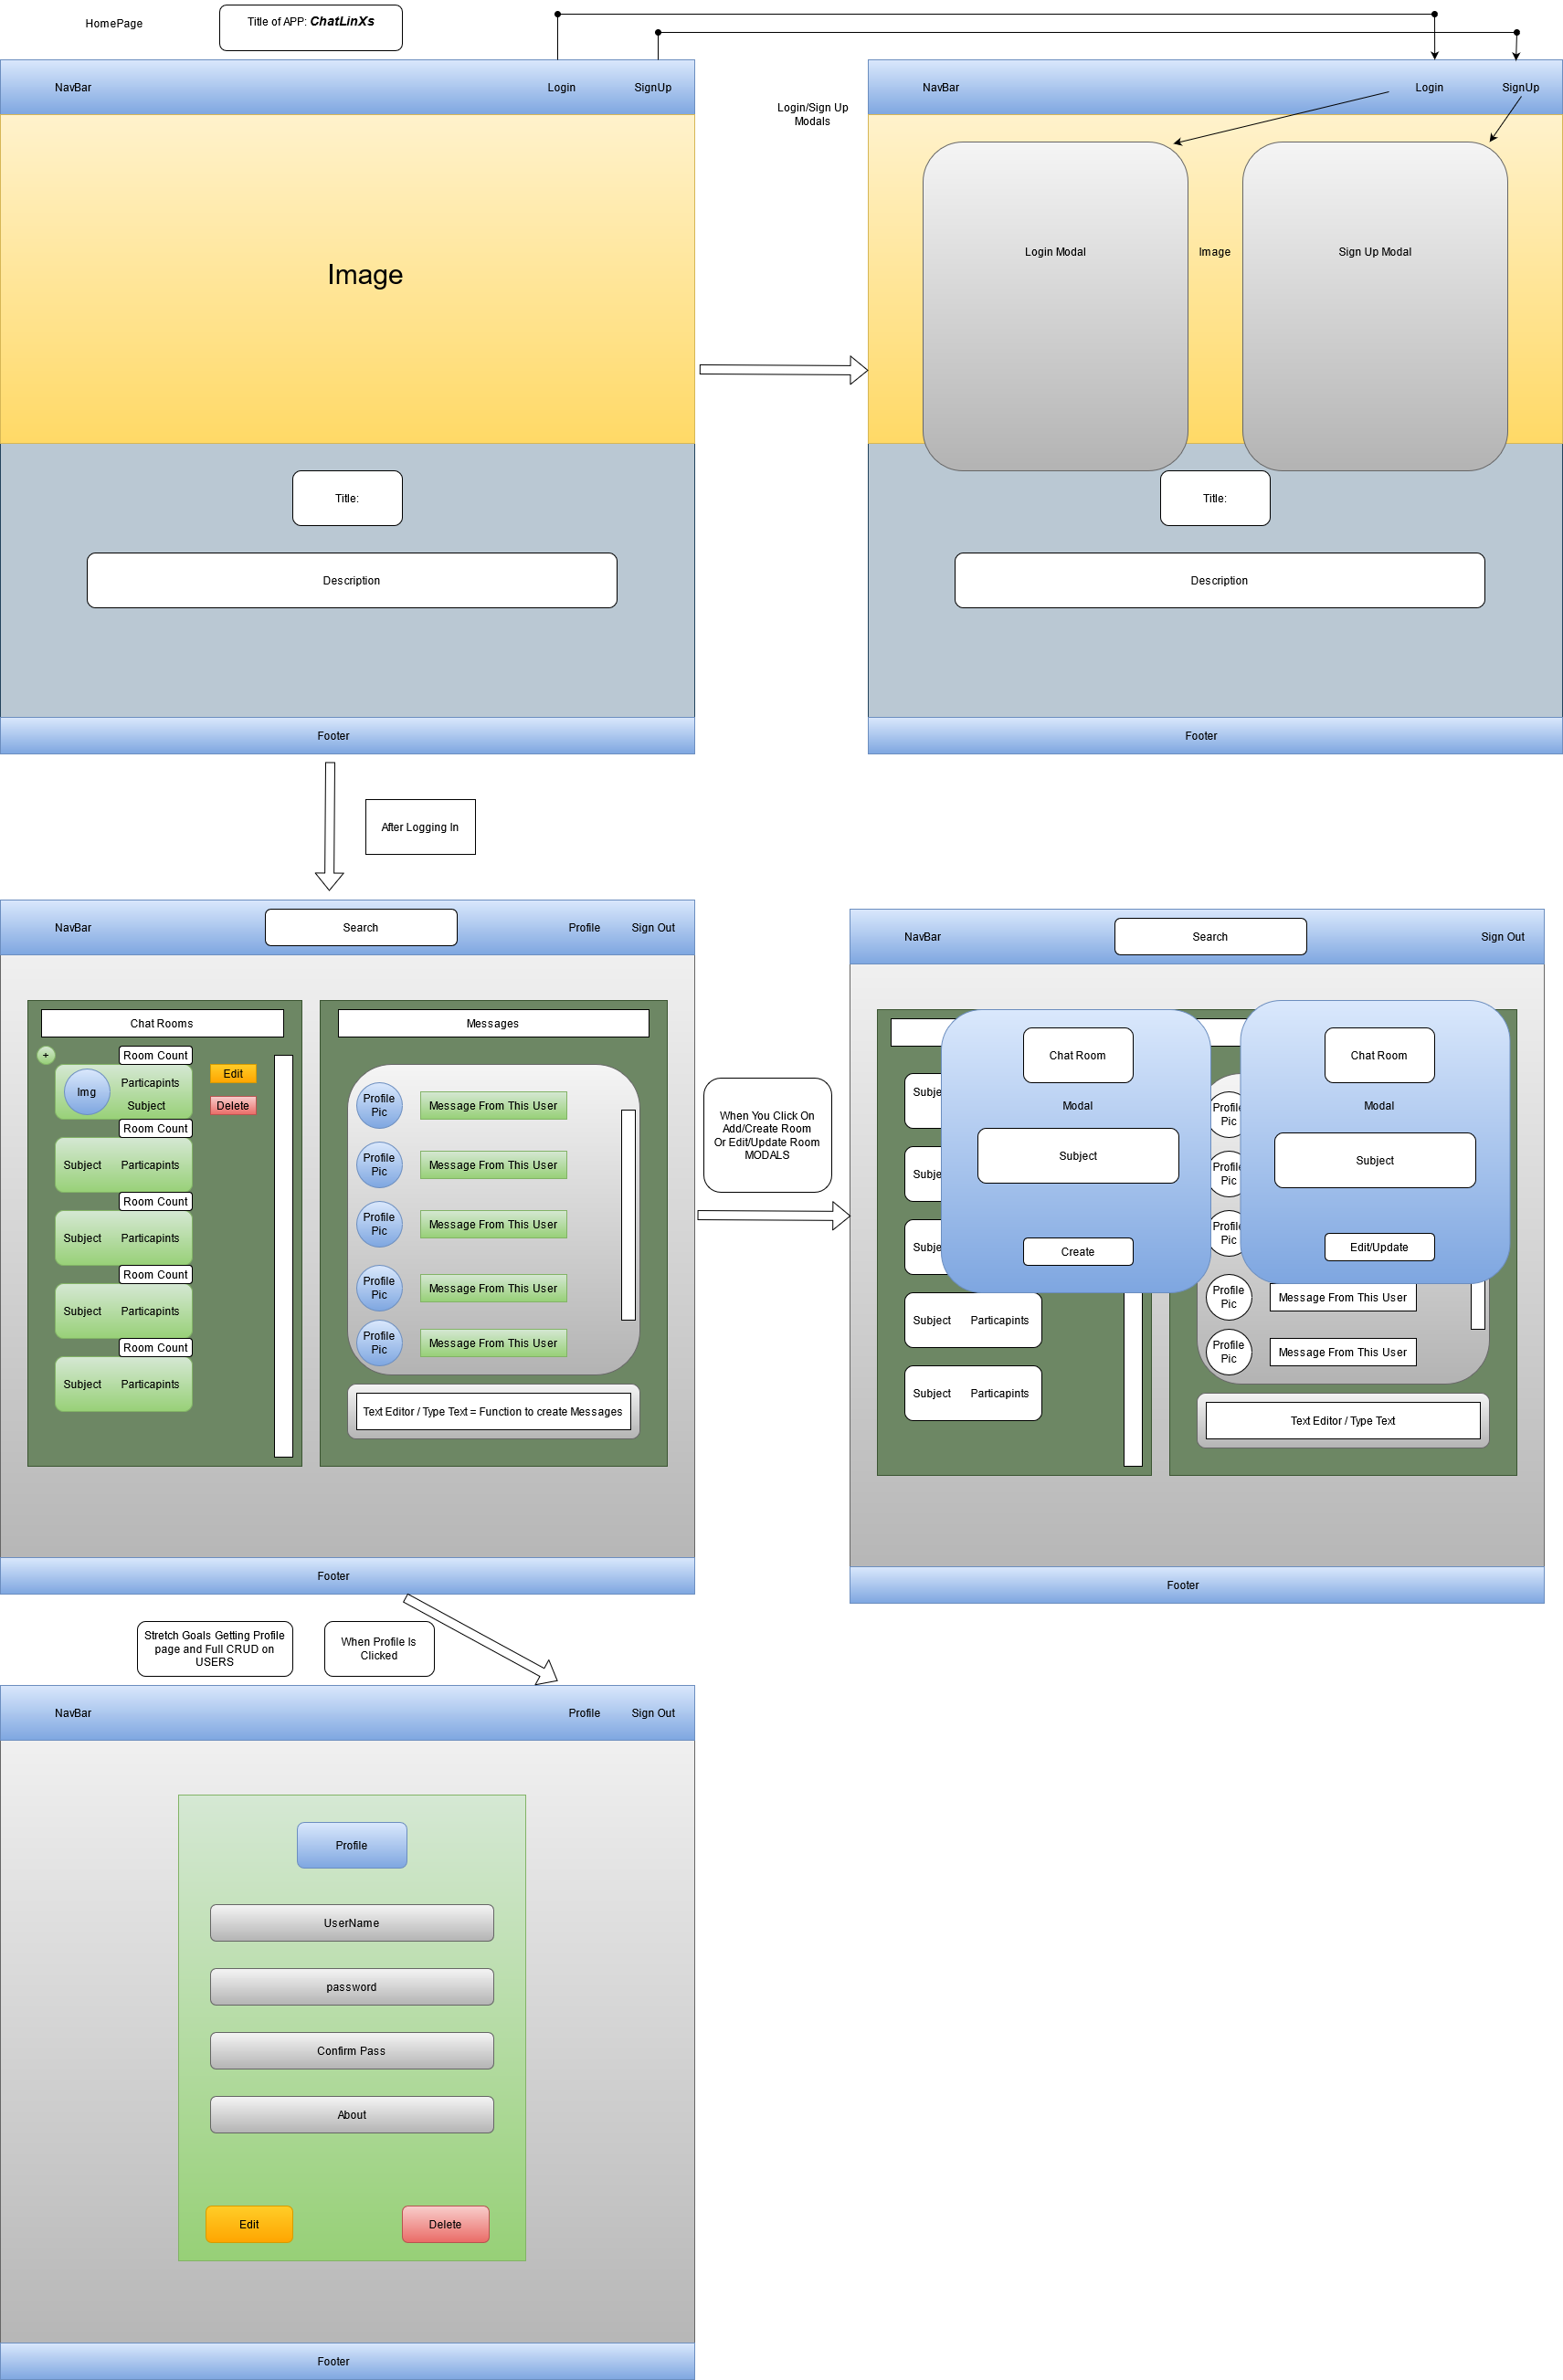 HomePage
Title of APP: ChatLinXs
NavBar
Login
SignUp
Image
Title:
Description
Footer
Login/Sign Up
Modals
NavBar
Login
SignUp
Login Modal
Image
Sign Up Modal
Title:
Description
Footer
After Logging In
NavBar
Search
Profile
Sign Out
Chat Rooms
+
Room Count
Img
Particapints
Subject
Edit
Delete
Room Count
Subject
Particapints
Room Count
Subject
Particapints
Room Count
Subject
Particapints
Room Count
Subject
Particapints
Messages
Profile
Pic
Message From This User
Profile
Pic
Message From This User
Profile
Pic
Message From This User
Profile
Pic
Message From This User
Profile
Pic
Message From This User
Text Editor / Type Text = Function to create Messages
Footer
When You Click On
Add/Create Room
Or Edit/Update Room
MODALS
NavBar
Search
Sign Out
Chat Room
Modal
Subject
Create
Chat Room
Modal
Subject
Edit/Update
Subje
Subje
Subje
Subject
Particapints
Subject
Particapints
Profile
Pic
Profile
Pic
Profile
Pic
Profile
Pic
Message From This User
Profile
Pic
Message From This User
Text Editor / Type Text
Footer
Stretch Goals Getting Profile
page and Full CRUD on
USERS
When Profile Is
Clicked
NavBar
Profile
Sign Out
Profile
UserName
password
Confirm Pass
About
Edit
Delete
Footer